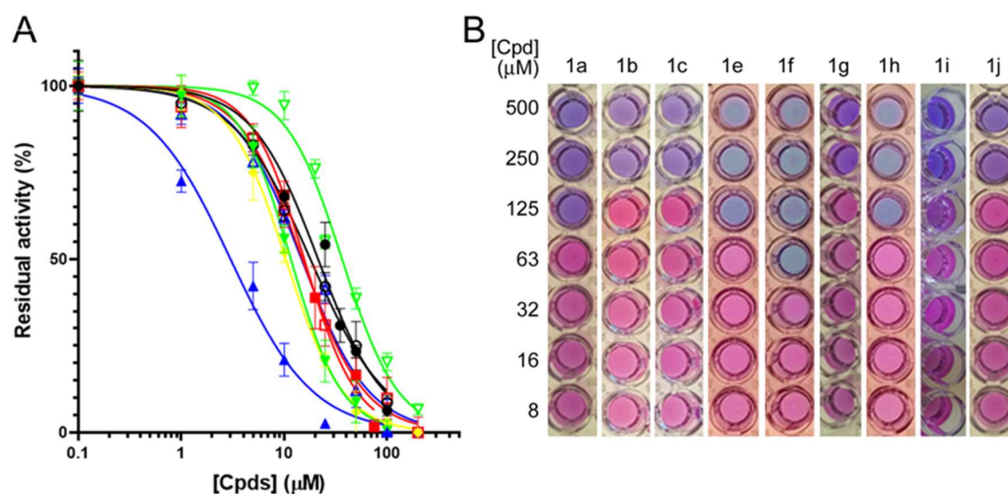 A
Residual activity (%)
100
50
0
0.1 1 10 100
[Cpds] (μM)
B
[Cpd]
(μM)
1a 1b 1c 1e 1f 1g 1h 1i 1j
500
250
125
63
32
16
8